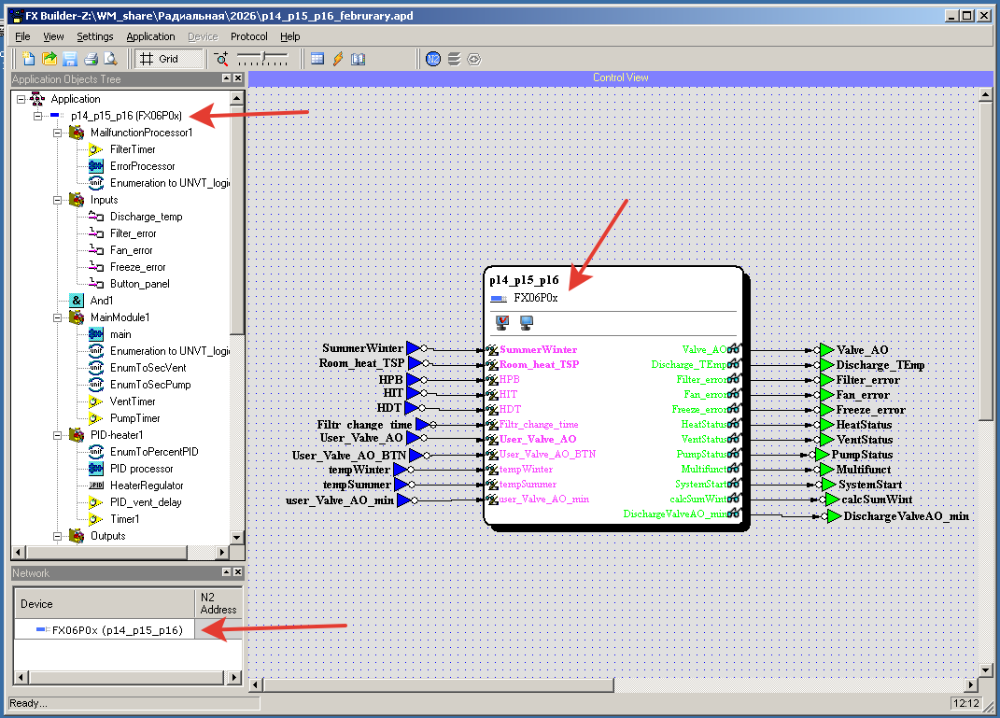 FX Builder-Z:\WM_share\Радиальная\2026\p14_p15_p16_februrary.apd
File View Settings Application Device Protocol Help
Grid
N2
Application Objects Tree
Control View
Application
p14_p15_p16 (FX06P0x)
MailfunctionProcessor1
FilterTimer
ErrorProcessor
Enumeration to UNVT_logi
Inputs
Discharge_temp
Filter_error
Fan_error
Freeze_error
Button_panel
& And1
MainModule1
main
Enumeration to UNVT_logi
EnumToSecVent
EnumToSecPump
VentTimer
PumpTimer
PID-heater1
EnumToPercentPID
PID processor
HeaterRegulator
PID_vent_delay
Timer1
Outputs
p14_p15_p16
FX06P0x
SummerWinter SummerWinter Valve_AO Valve_AO
Room_heat_TSP Room_heat_TSP Discharge_TEmp Discharge_TEmp
HPB HPB Filter_error Filter_error
HIT HIT Fan_error Fan_error
HDT HDT Freeze_error Freeze_error
Filtr_change_time Filtr_change_time HeatStatus HeatStatus
User_Valve_AO User_Valve_AO VentStatus VentStatus
User_Valve_AO_BTN User_Valve_AO_BTN PumpStatus PumpStatus
tempWinter tempWinter Multifunct Multifunct
tempSummer tempSummer SystemStart SystemStart
user_Valve_AO_min user_Valve_AO_min calcSumWint calcSumWint
DischargeValveAO_min DischargeValveAO_min
Network
Device N2 Address
FX06P0x (p14_p15_p16)
Ready...
12:12